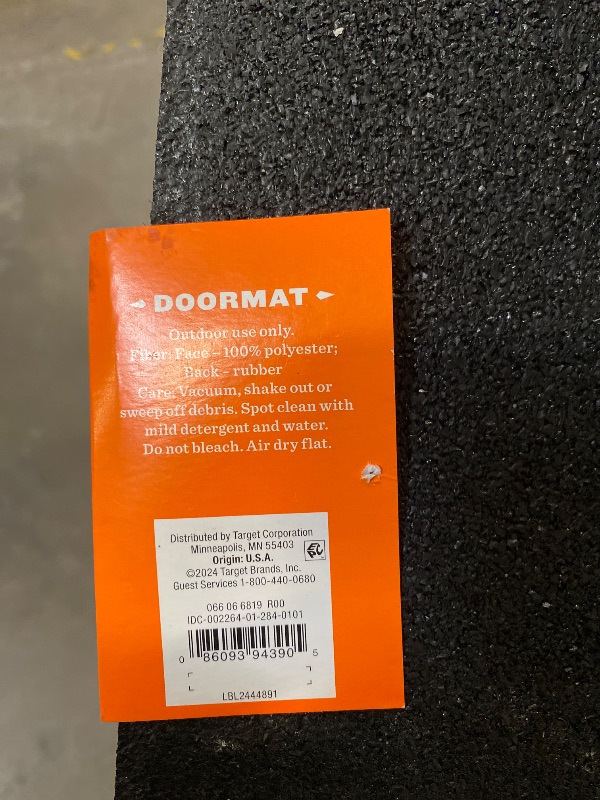 DOORMAT
Outdoor use only.
Fiber: Face – 100% polyester;
Back – rubber
Care: Vacuum, shake out or
sweep off debris. Spot clean with
mild detergent and water.
Do not bleach. Air dry flat.
Distributed by Target Corporation
Minneapolis, MN 55403
Origin: U.S.A.
©2024 Target Brands, Inc.
Guest Services 1-800-440-0680
066 06 6819 R00
IDC-002264-01-284-0101
0 86093 94390 5
LBL2444891